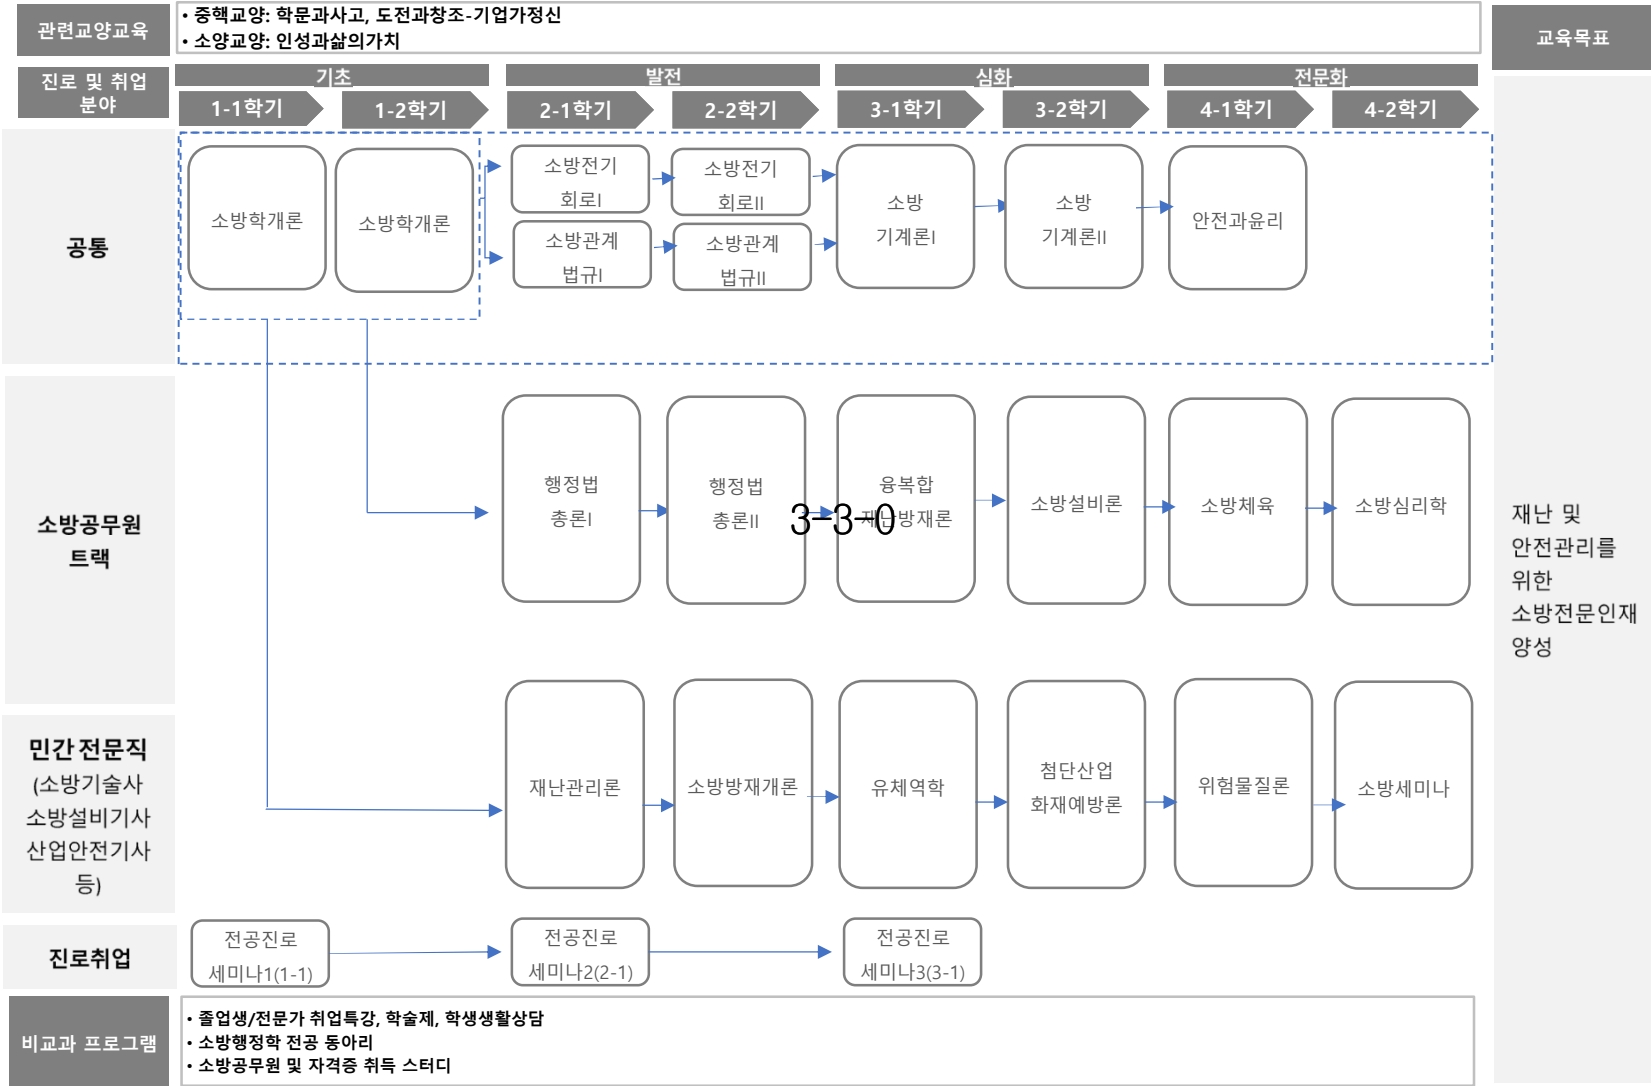 관련교양교육
• 중핵교양: 학문과사고, 도전과창조-기업가정신
• 소양교양: 인성과삶의가치
교육목표
진로 및 취업
분야
기초
발전
심화
전문화
1-1학기
1-2학기
2-1학기
2-2학기
3-1학기
3-2학기
4-1학기
4-2학기
공통
소방학개론
소방학개론
소방전기
회로I
소방전기
회로II
소방관계
법규I
소방관계
법규II
소방
기계론I
소방
기계론II
안전과윤리
소방공무원
트랙
행정법
총론I
행정법
총론II
3-3-0
융복합
재난방재론
소방설비론
소방체육
소방심리학
재난 및
안전관리를
위한
소방전문인재
양성
민간 전문직
(소방기술사
소방설비기사
산업안전기사
등)
재난관리론
소방방재개론
유체역학
첨단산업
화재예방론
위험물질론
소방세미나
진로취업
전공진로
세미나1(1-1)
전공진로
세미나2(2-1)
전공진로
세미나3(3-1)
비교과 프로그램
• 졸업생/전문가 취업특강, 학술제, 학생생활상담
• 소방행정학 전공 동아리
• 소방공무원 및 자격증 취득 스터디